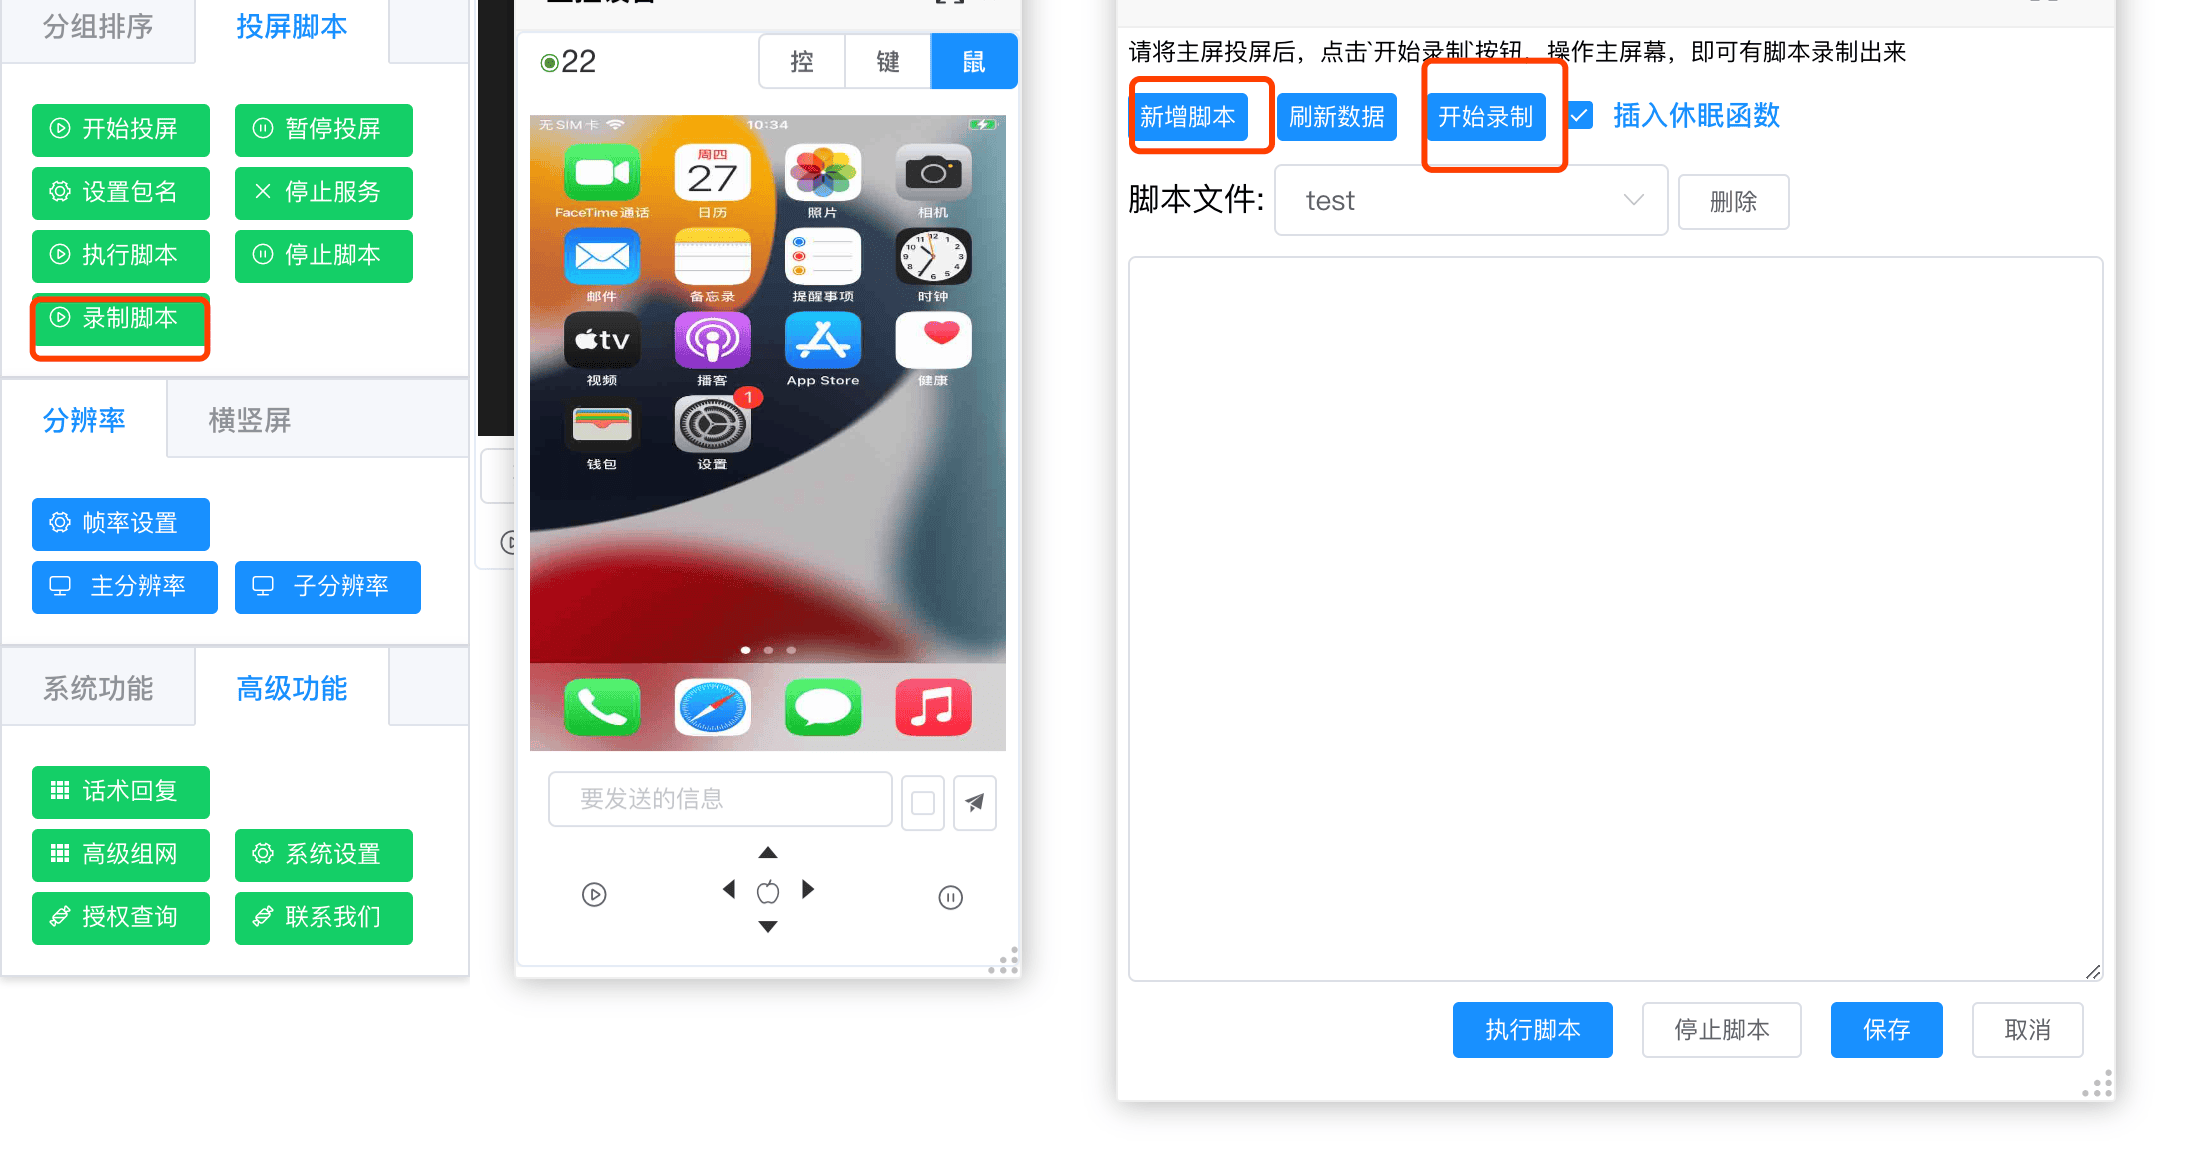 分组排序
投屏脚本
开始投屏
暂停投屏
设置包名
停止服务
执行脚本
停止脚本
录制脚本
分辨率
横竖屏
帧率设置
主分辨率
子分辨率
系统功能
高级功能
话术回复
高级组网
系统设置
授权查询
联系我们
22
控
键
鼠
无SIM卡
10:34
周四
27
FaceTime通话
日历
照片
相机
12
邮件
备忘录
提醒事项
时钟
tv
视频
播客
App Store
健康
1
钱包
设置
要发送的信息
请将主屏投屏后，点击`开始录制`按钮，操作主屏幕，即可有脚本录制出来
新增脚本
刷新数据
开始录制
插入休眠函数
脚本文件:
test
删除
执行脚本
停止脚本
保存
取消